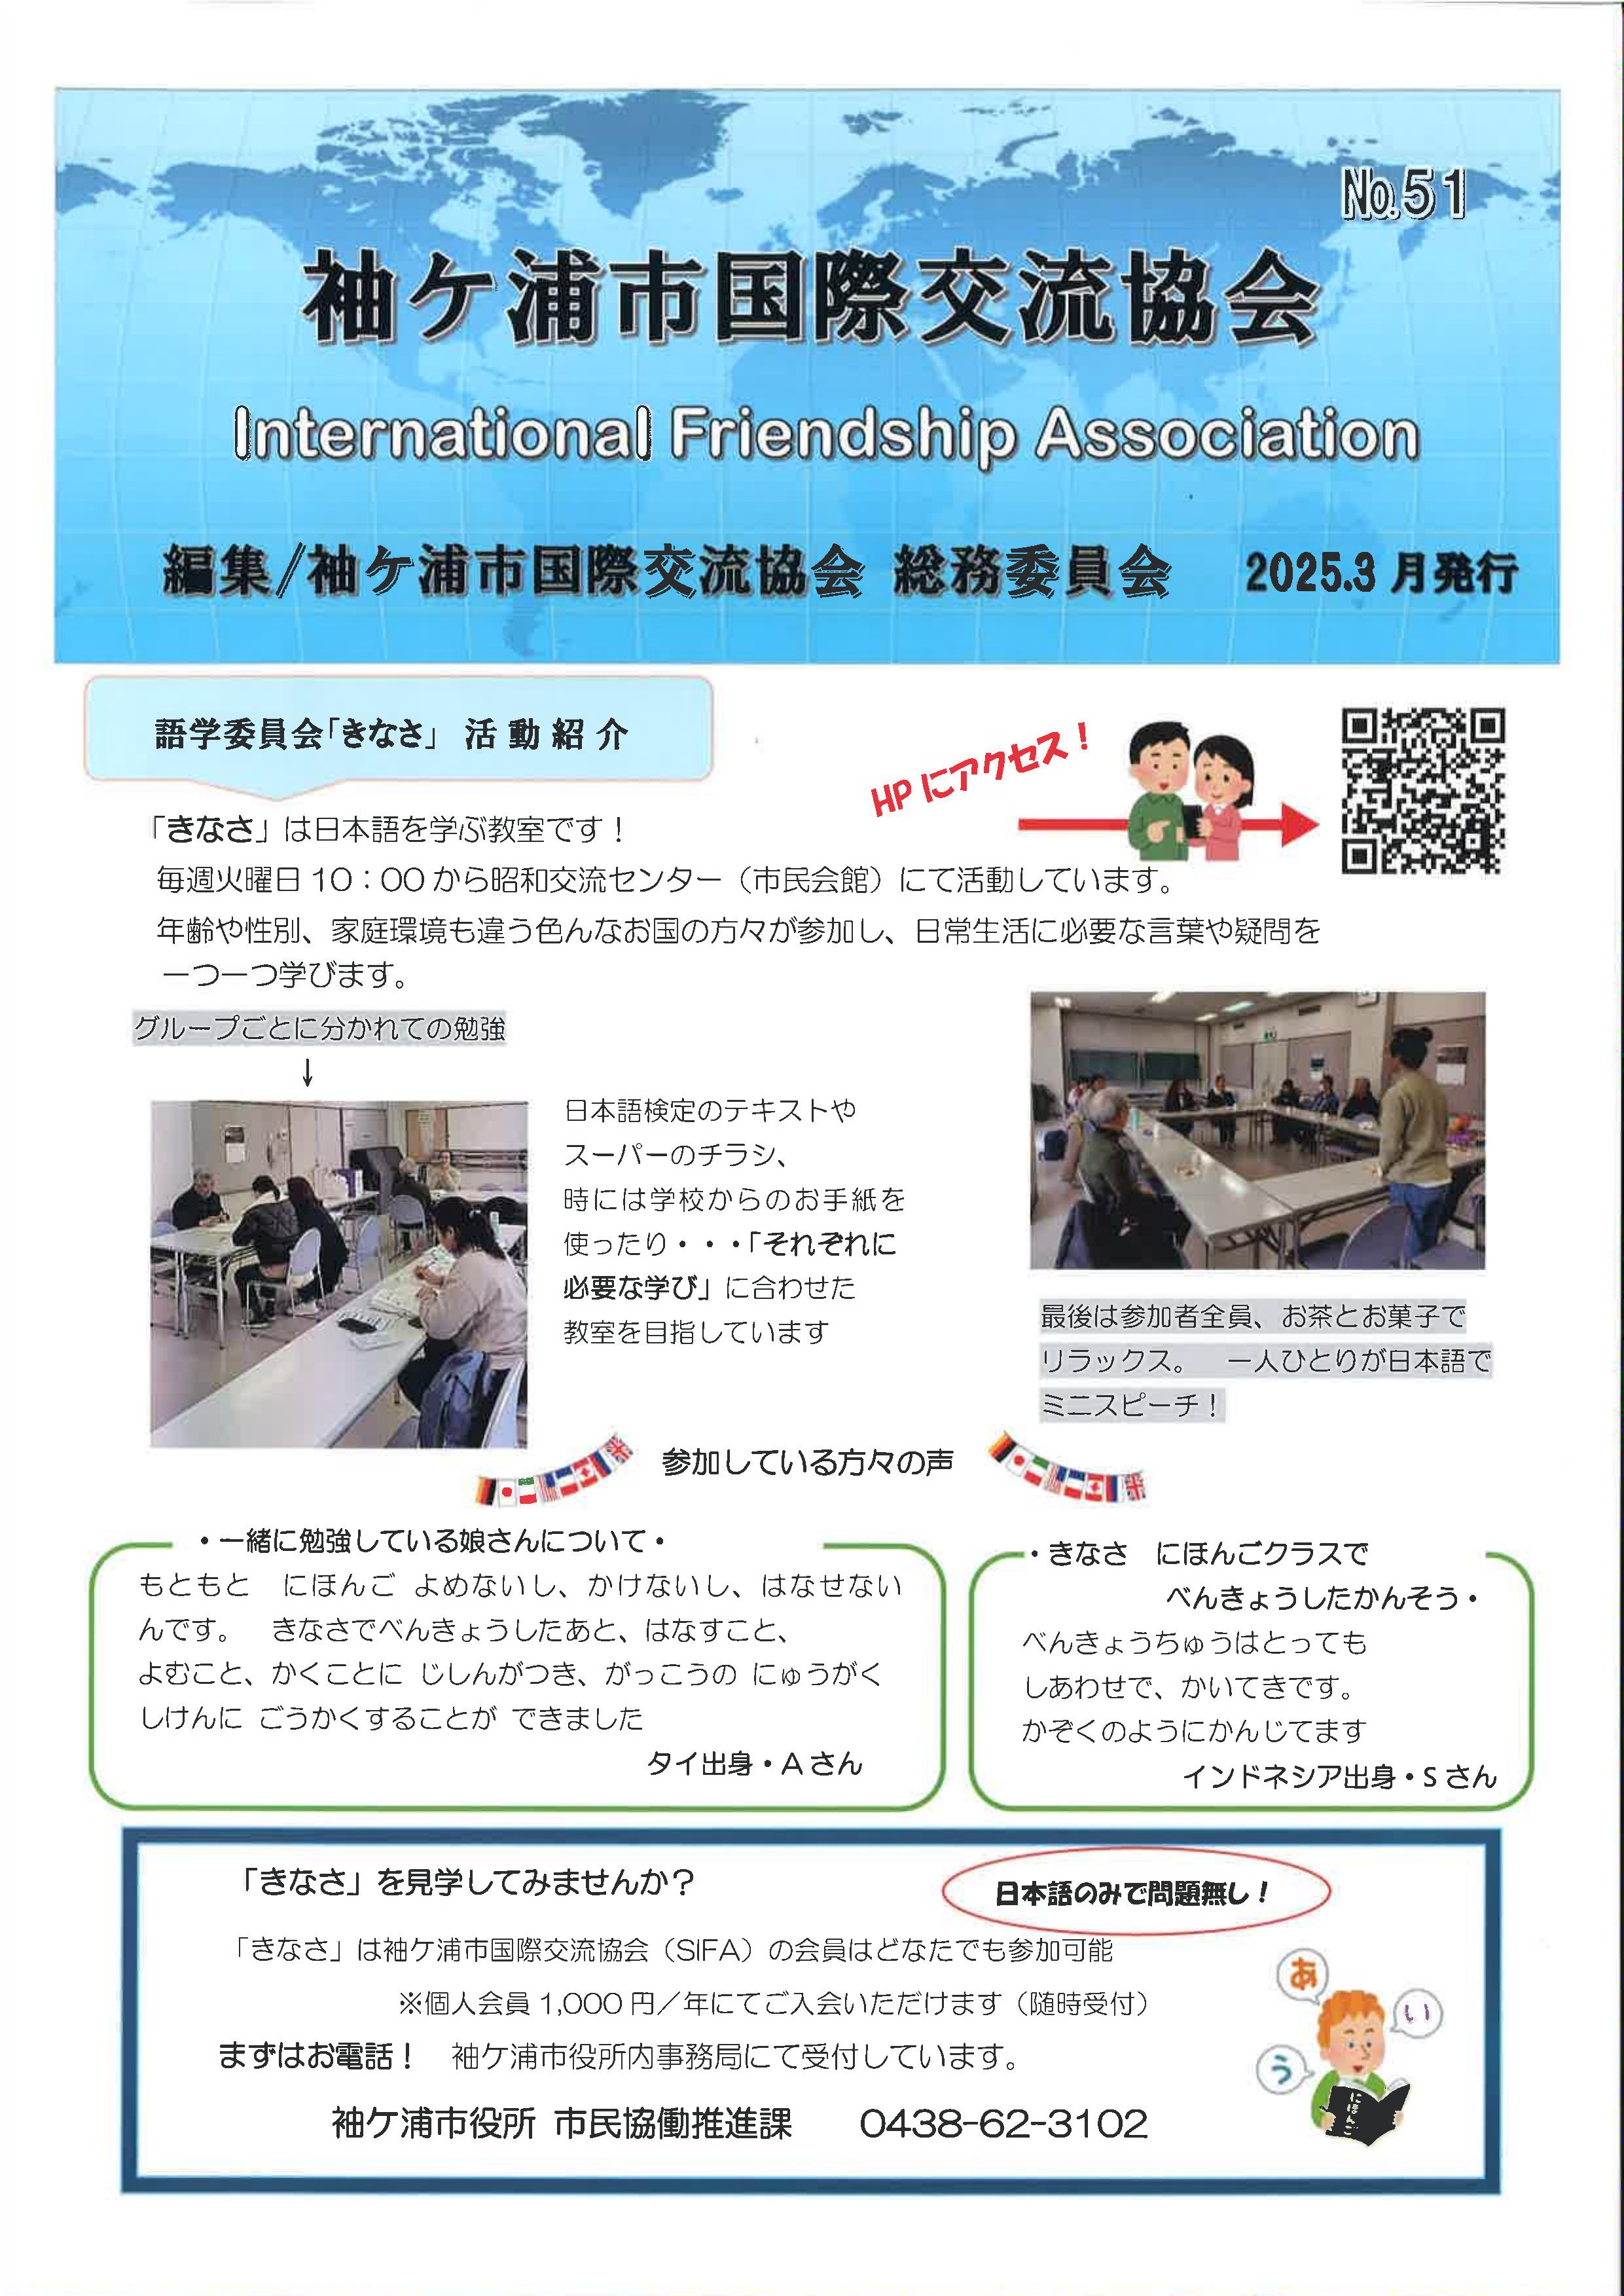 No.51
袖ケ浦市国際交流協会
International Friendship Association
編集/袖ケ浦市国際交流協会 総務委員会 2025.3 月発行
語学委員会「きなさ」 活 動 紹 介
HP にアクセス！
「きなさ」は日本語を学ぶ教室です！
毎週火曜日 10：00 から昭和交流センター（市民会館）にて活動しています。
年齢や性別、家庭環境も違う色んなお国の方々が参加し、日常生活に必要な言葉や疑問を
一つ一つ学びます。
グループごとに分かれての勉強
↓
日本語検定のテキストや
スーパーのチラシ、
時には学校からのお手紙を
使ったり・・・「それぞれに
必要な学び」に合わせた
教室を目指しています
最後は参加者全員、お茶とお菓子で
リラックス。 一人ひとりが日本語で
ミニスピーチ！
参加している方々の声
・一緒に勉強している娘さんについて・
もともと にほんご よめないし、かけないし、はなせない
んです。 きなさでべんきょうしたあと、はなすこと、
よむこと、かくことに じしんがつき、がっこうの にゅうがく
しけんに ごうかくすることが できました
タイ出身・A さん
・きなさ にほんごクラスで
べんきょうしたかんそう・
べんきょうちゅうはとっても
しあわせで、かいてきです。
かぞくのようにかんじてます
インドネシア出身・S さん
「きなさ」を見学してみませんか？
日本語のみで問題無し！
「きなさ」は袖ケ浦市国際交流協会（SIFA）の会員はどなたでも参加可能
※個人会員 1,000 円／年にてご入会いただけます（随時受付）
まずはお電話！ 袖ケ浦市役所内事務局にて受付しています。
袖ケ浦市役所 市民協働推進課 0438-62-3102
あ
い
う
にほんご